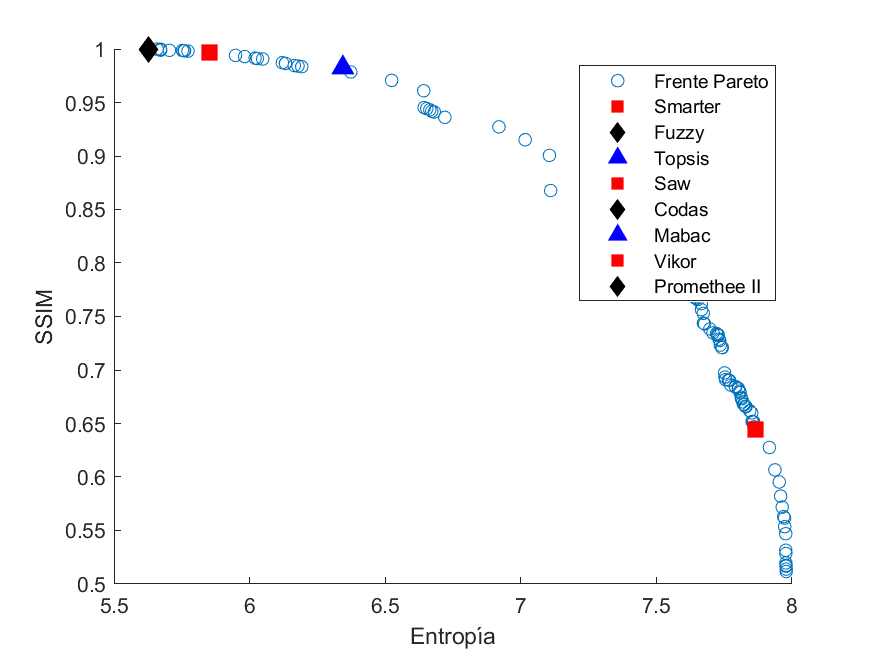 1
0.95
0.9
0.85
0.8
0.75
0.7
0.65
0.6
0.55
0.5
SSIM
5.5 6 6.5 7 7.5 8
Entropía
Frente Pareto
Smarter
Fuzzy
Topsis
Saw
Codas
Mabac
Vikor
Promethee II